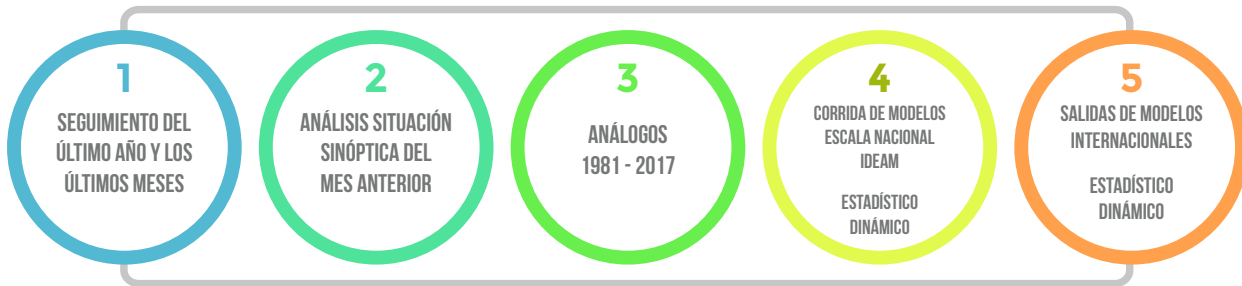 1
SEGUIMIENTO DEL
ÚLTIMO AÑO Y LOS
ÚLTIMOS MESES
2
ANÁLISIS SITUACIÓN
SINÓPTICA DEL
MES ANTERIOR
3
ANÁLOGOS
1981 - 2017
4
CORRIDA DE MODELOS
ESCALA NACIONAL
IDEAM
ESTADÍSTICO
DINÁMICO
5
SALIDAS DE MODELOS
INTERNACIONALES
ESTADÍSTICO
DINÁMICO